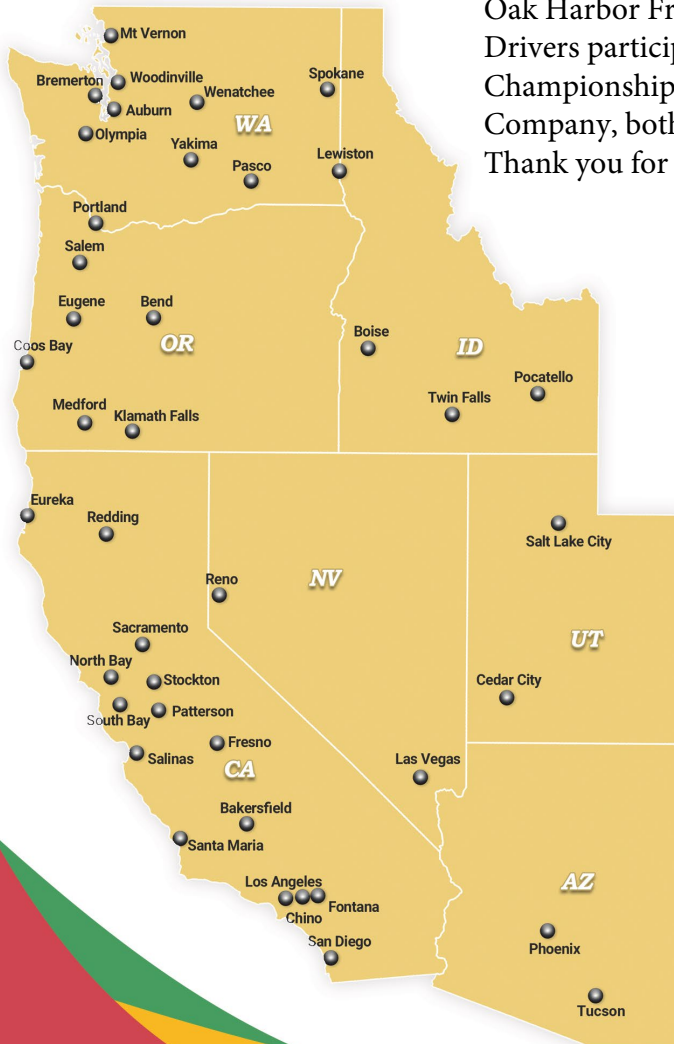 Oak Harbor Fr
Drivers particip
Championship
Company, both
Thank you for
Mt Vernon
Bremerton
Woodinville
Spokane
Wenatchee
Auburn
WA
Olympia
Yakima
Lewiston
Pasco
Portland
Salem
Eugene
Bend
Boise
Coos Bay
OR
ID
Pocatello
Twin Falls
Medford
Klamath Falls
Eureka
Redding
Salt Lake City
Reno
NV
Sacramento
UT
North Bay
Stockton
Cedar City
South Bay
Patterson
Fresno
Salinas
Las Vegas
CA
Bakersfield
Santa Maria
Los Angeles
AZ
Fontana
Chino
San Diego
Phoenix
Tucson